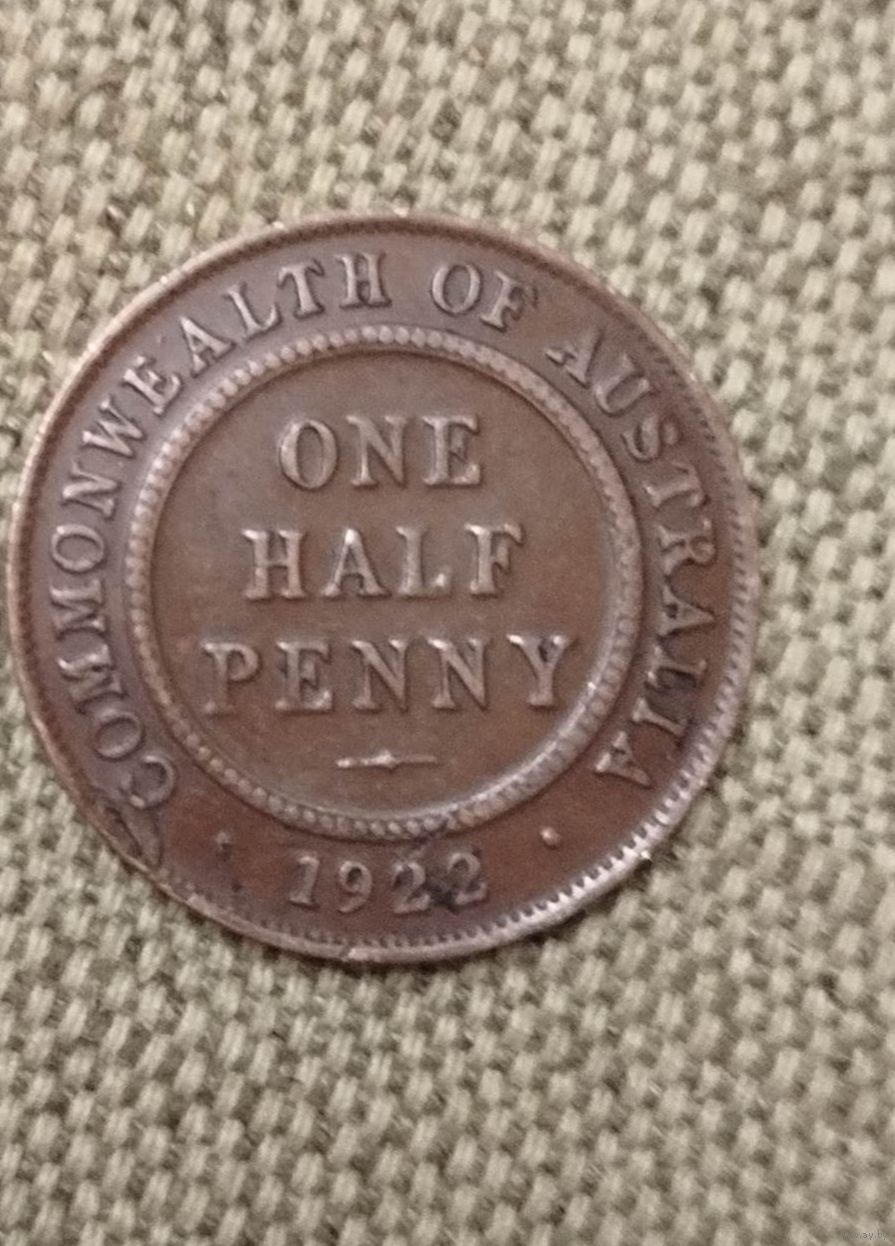 COMMONWEALTH OF AUSTRALIA
ONE
HALF
PENNY
1922